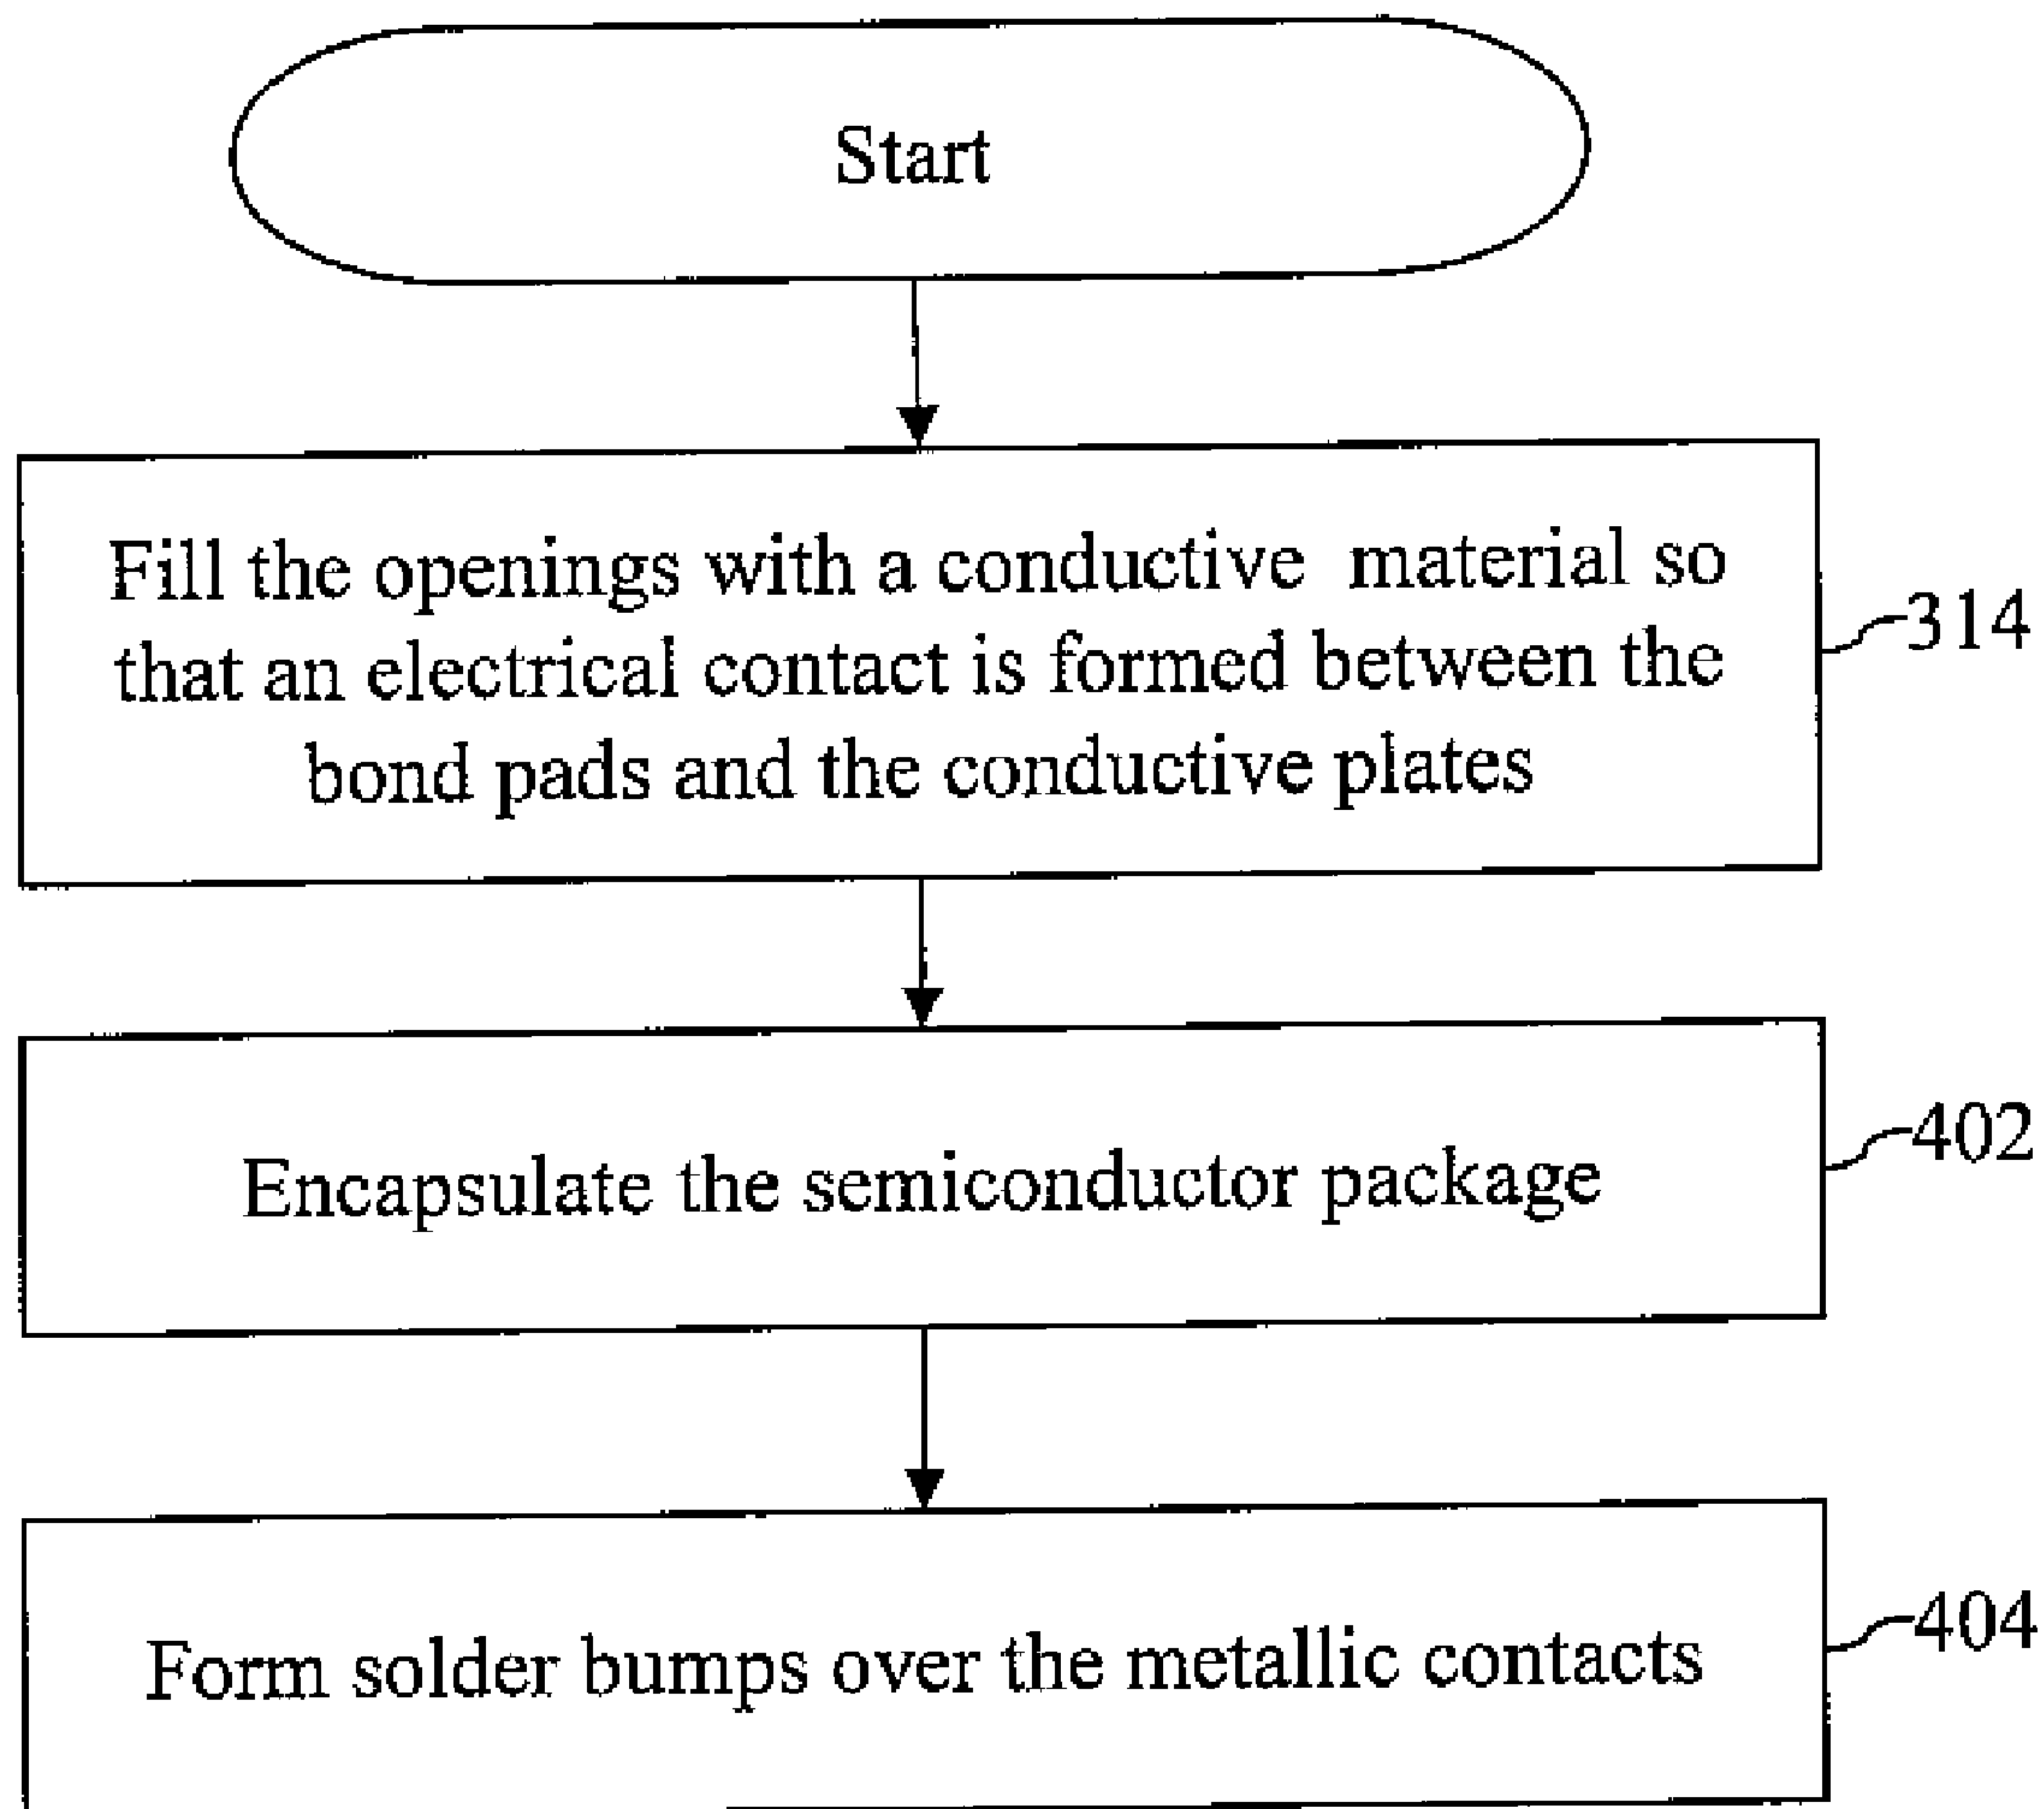 Start
Fill the openings with a conductive material so
that an electrical contact is formed between the
bond pads and the conductive plates
314
Encapsulate the semiconductor package
402
Form solder bumps over the metallic contacts
404